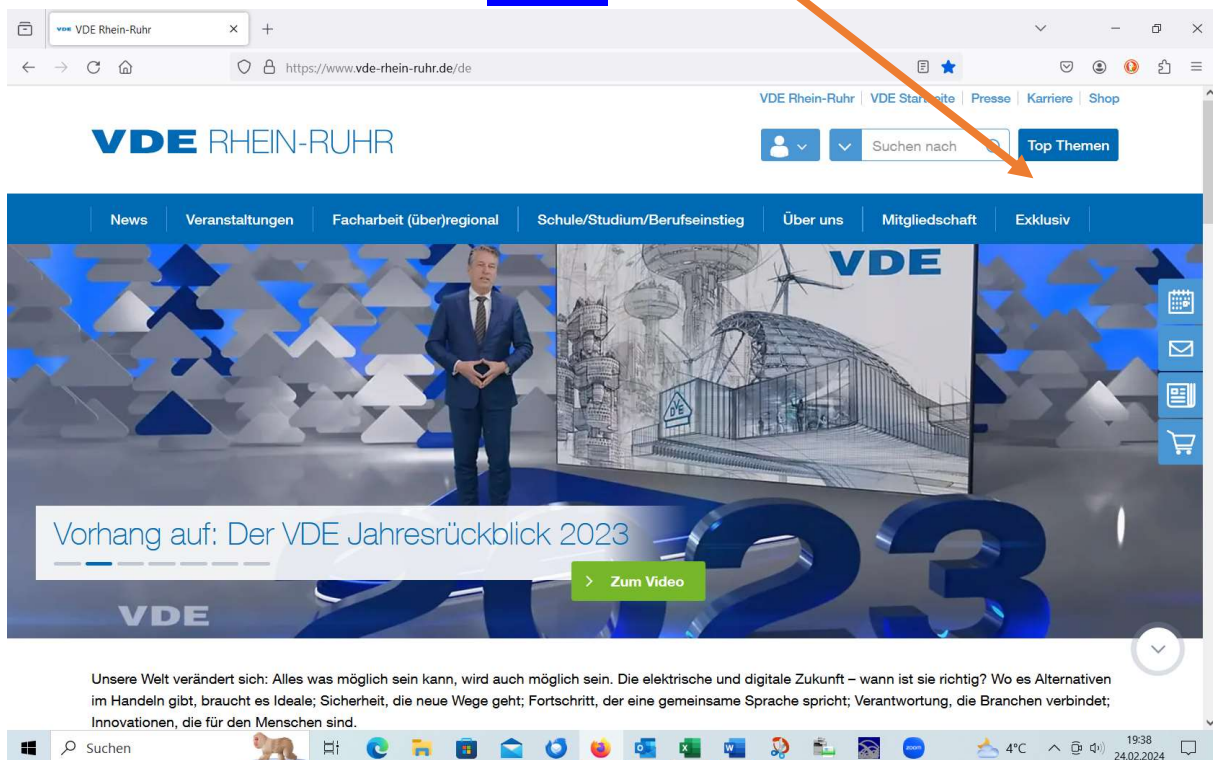 VDE VDE Rhein-Ruhr
https://www.vde-rhein-ruhr.de/de
VDE Rhein-Ruhr VDE Startseite Presse Karriere Shop
VDE RHEIN-RUHR
Suchen nach
Top Themen
News Veranstaltungen Facharbeit (über)regional Schule/Studium/Berufseinstieg Über uns Mitgliedschaft Exklusiv
VDE
VDE
2023
Vorhang auf: Der VDE Jahresrückblick 2023
Zum Video
VDE
Unsere Welt verändert sich: Alles was möglich sein kann, wird auch möglich sein. Die elektrische und digitale Zukunft – wann ist sie richtig? Wo es Alternativen
im Handeln gibt, braucht es Ideale; Sicherheit, die neue Wege geht; Fortschritt, der eine gemeinsame Sprache spricht; Verantwortung, die Branchen verbindet;
Innovationen, die für den Menschen sind.
Suchen
zoom
4°C
19:38
24.02.2024